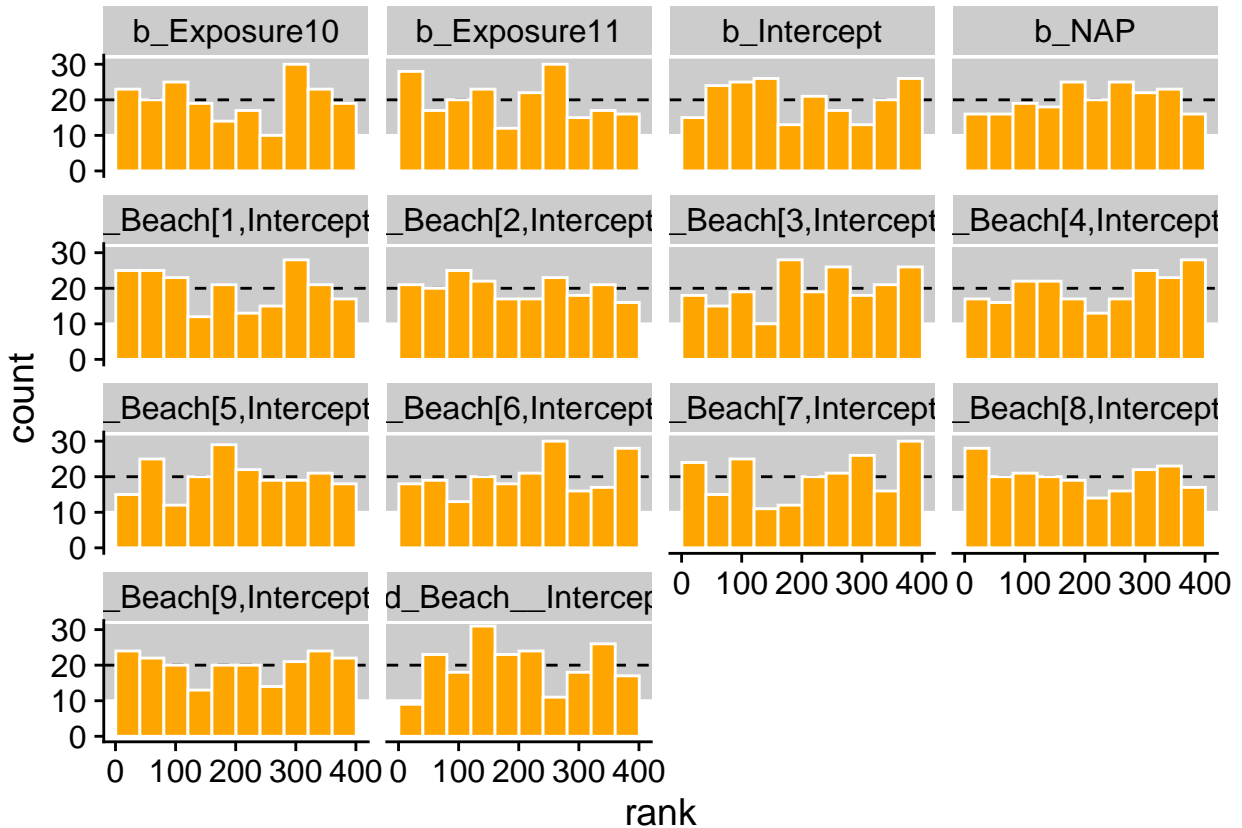 b_Exposure10 b_Exposure11 b_Intercept b_NAP
30
20
10
0
_Beach[1,Intercept _Beach[2,Intercept _Beach[3,Intercept _Beach[4,Intercept
30
20
10
0
count
_Beach[5,Intercept _Beach[6,Intercept _Beach[7,Intercept _Beach[8,Intercept
30
20
10
0
0 100 200 300 400 0 100 200 300 400
_Beach[9,Intercept d_Beach__Intercep
30
20
10
0
0 100 200 300 400 0 100 200 300 400
rank